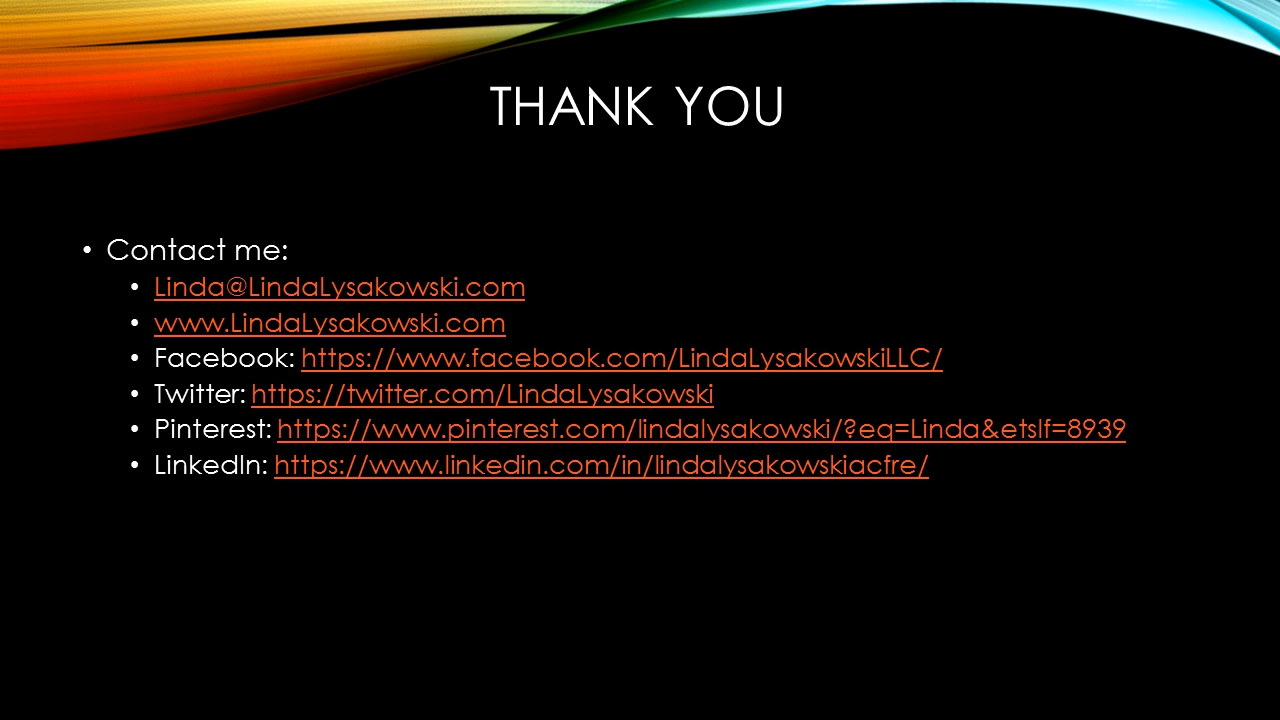 THANK YOU
• Contact me:
• Linda@LindaLysakowski.com
• www.LindaLysakowski.com
• Facebook: https://www.facebook.com/LindaLysakowskiLLC/
• Twitter: https://twitter.com/LindaLysakowski
• Pinterest: https://www.pinterest.com/lindalysakowski/?eq=Linda&etslf=8939
• LinkedIn: https://www.linkedin.com/in/lindalysakowskiacfre/